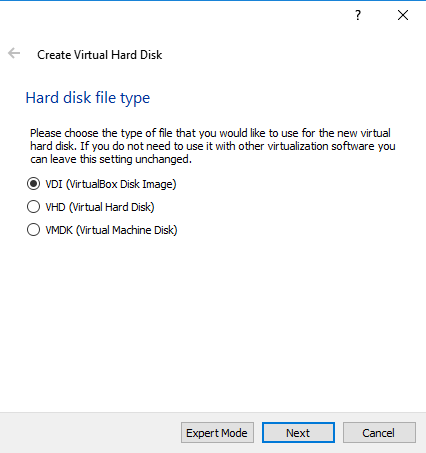 ?
Create Virtual Hard Disk
Hard disk file type
Please choose the type of file that you would like to use for the new virtual
hard disk. If you do not need to use it with other virtualization software you
can leave this setting unchanged.
VDI (VirtualBox Disk Image)
VHD (Virtual Hard Disk)
VMDK (Virtual Machine Disk)
Expert Mode Next Cancel